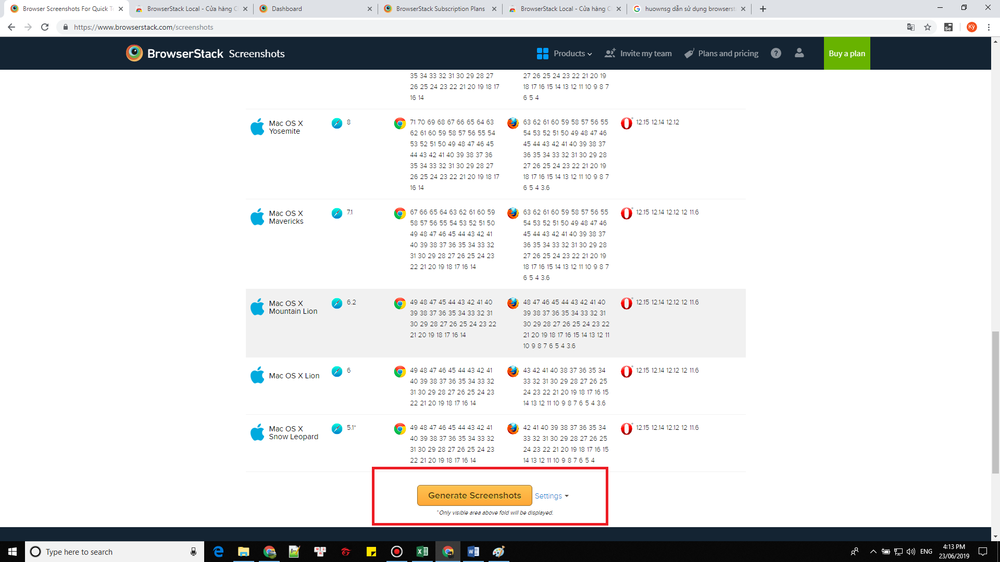 Browser Screenshots For Quick Te
BrowserStack Local - Cửa hàng C
Dashboard
BrowserStack Subscription Plans
BrowserStack Local - Cửa hàng C
huownsg dẫn sử dụng browserst
https://www.browserstack.com/screenshots
Se
Kỳ
BrowserStack Screenshots
Products
Invite my team
Plans and pricing
?
Buy a plan
35 34 33 32 31 30 29 28 27
26 25 24 23 22 21 20 19 18 17
16 14
27 26 25 24 23 22 21 20 19
18 17 16 15 14 13 12 11 10 9 8 7
6 5 4
Mac OS X
Yosemite
8
71 70 69 68 67 66 65 64 63
62 61 60 59 58 57 56 55 54
53 52 51 50 49 48 47 46 45
44 43 42 41 40 39 38 37 36
35 34 33 32 31 30 29 28 27
26 25 24 23 22 21 20 19 18 17
16 14
63 62 61 60 59 58 57 56 55
54 53 52 51 50 49 48 47 46
45 44 43 42 41 40 39 38 37
36 35 34 33 32 31 30 29 28
27 26 25 24 23 22 21 20 19
18 17 16 15 14 13 12 11 10 9 8 7
6 5 4 3.6
12.15 12.14 12.12
Mac OS X
Mavericks
7.1
67 66 65 64 63 62 61 60 59
58 57 56 55 54 53 52 51 50
49 48 47 46 45 44 43 42 41
40 39 38 37 36 35 34 33 32
31 30 29 28 27 26 25 24 23
22 21 20 19 18 17 16 14
63 62 61 60 59 58 57 56 55
54 53 52 51 50 49 48 47 46
45 44 43 42 41 40 39 38 37
36 35 34 33 32 31 30 29 28
27 26 25 24 23 22 21 20 19
18 17 16 15 14 13 12 11 10 9 8 7
6 5 4 3.6
12.15 12.14 12.12 12 11.6
Mac OS X
Mountain Lion
6.2
49 48 47 45 44 43 42 41 40
39 38 37 36 35 34 33 32 31
30 29 28 27 26 25 24 23 22
21 20 19 18 17 16 14
48 47 46 45 44 43 42 41 40
39 38 37 36 35 34 33 32 31
30 29 28 27 26 25 24 23 22
21 20 19 18 17 16 15 14 13 12 11
10 9 8 7 6 5 4 3.6
12.15 12.14 12.12 12 11.6
Mac OS X Lion
6
49 48 47 46 45 44 43 42 41
40 39 38 37 36 35 34 33 32
31 30 29 28 27 26 25 24 23
22 21 20 19 18 17 16 14
43 42 41 40 38 37 36 35 34
33 32 31 30 29 28 27 26 25
24 23 22 21 20 19 18 17 16 15
14 13 12 11 10 9 8 7 6 5 4 3.6
12.15 12.14 12.12 12 11.6
Mac OS X
Snow Leopard
5.1*
49 48 47 46 45 44 43 42 41
40 39 38 37 36 35 34 33 32
31 30 29 28 27 26 25 24 23
22 21 20 19 18 17 16 14
42 41 40 39 38 37 36 35 34
33 32 31 30 29 28 27 26 25
24 23 22 21 20 19 18 17 16 15
14 13 12 11 10 9 8 7 6 5 4
12.15 12.14 12.12 12 11.6
Generate Screenshots
Settings
*Only visible area above fold will be displayed.
Type here to search
ENG
4:13 PM
23/06/2019